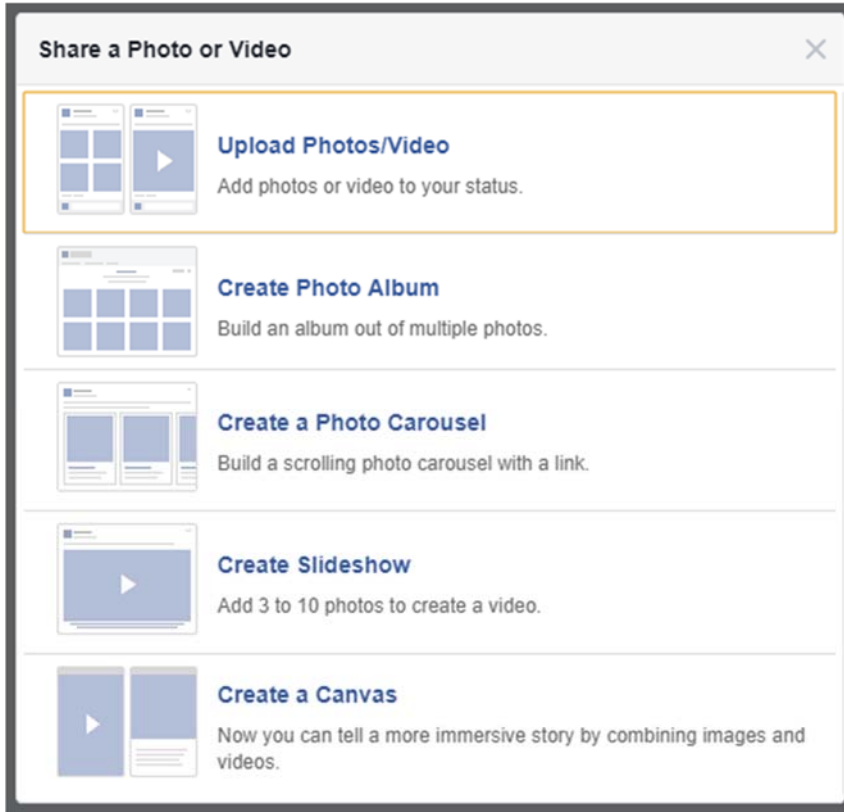 Share a Photo or Video
Upload Photos/Video
Add photos or video to your status.
Create Photo Album
Build an album out of multiple photos.
Create a Photo Carousel
Build a scrolling photo carousel with a link.
Create Slideshow
Add 3 to 10 photos to create a video.
Create a Canvas
Now you can tell a more immersive story by combining images and
videos.